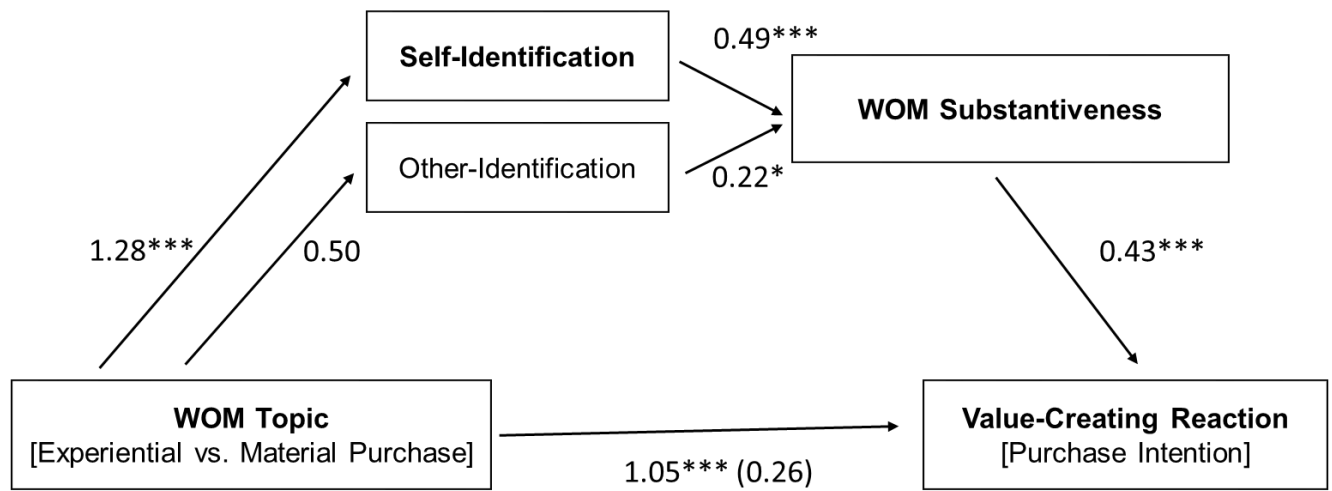 Self-Identification
0.49***
WOM Substantiveness
Other-Identification
0.22*
1.28***
0.50
0.43***
WOM Topic
[Experiential vs. Material Purchase]
Value-Creating Reaction
[Purchase Intention]
1.05*** (0.26)